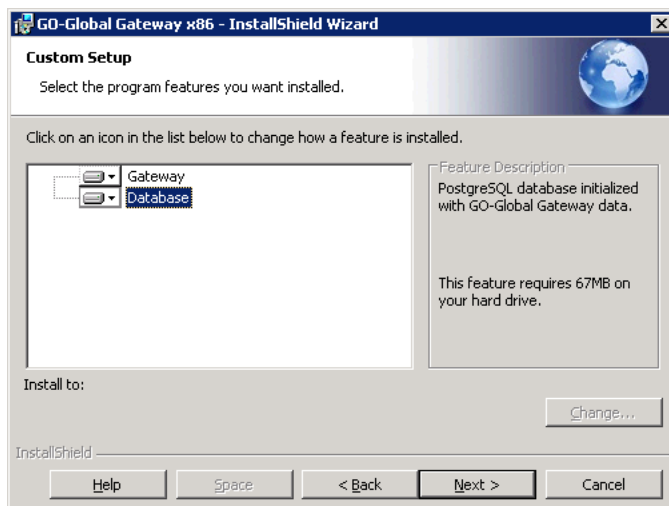 GO-Global Gateway x86 - InstallShield Wizard
Custom Setup
Select the program features you want installed.
Click on an icon in the list below to change how a feature is installed.
Gateway
Database
Feature Description
PostgreSQL database initialized
with GO-Global Gateway data.
This feature requires 67MB on
your hard drive.
Install to:
Change...
InstallShield
Help
Space
< Back
Next >
Cancel